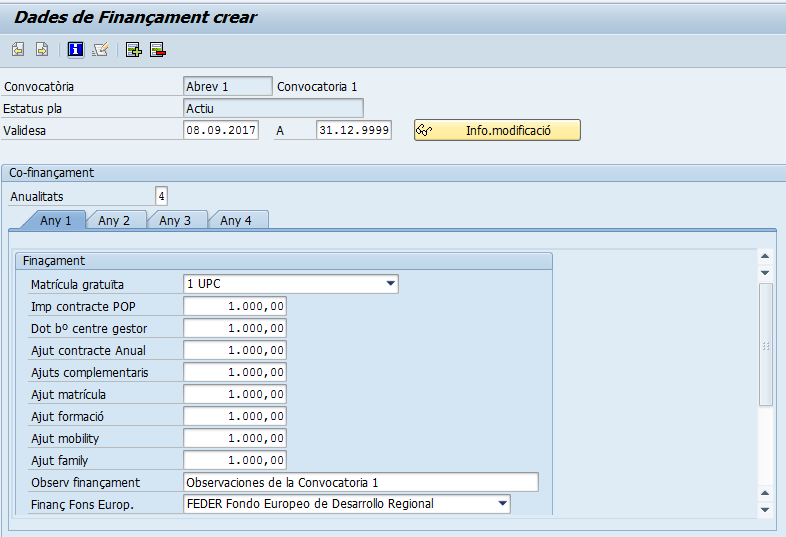 Dades de Finançament crear
Convocatòria Abrev 1 Convocatoria 1
Estatus pla Actiu
Validesa 08.09.2017 A 31.12.9999 Info.modificació
Co-finançament
Anualitats 4
Any 1 Any 2 Any 3 Any 4
Finaçament
Matrícula gratuïta 1 UPC
Imp contracte POP 1.000,00
Dot bº centre gestor 1.000,00
Ajut contracte Anual 1.000,00
Ajuts complementaris 1.000,00
Ajut matrícula 1.000,00
Ajut formació 1.000,00
Ajut mobility 1.000,00
Ajut family 1.000,00
Observ finançament Observaciones de la Convocatoria 1
Finanç Fons Europ. FEDER Fondo Europeo de Desarrollo Regional